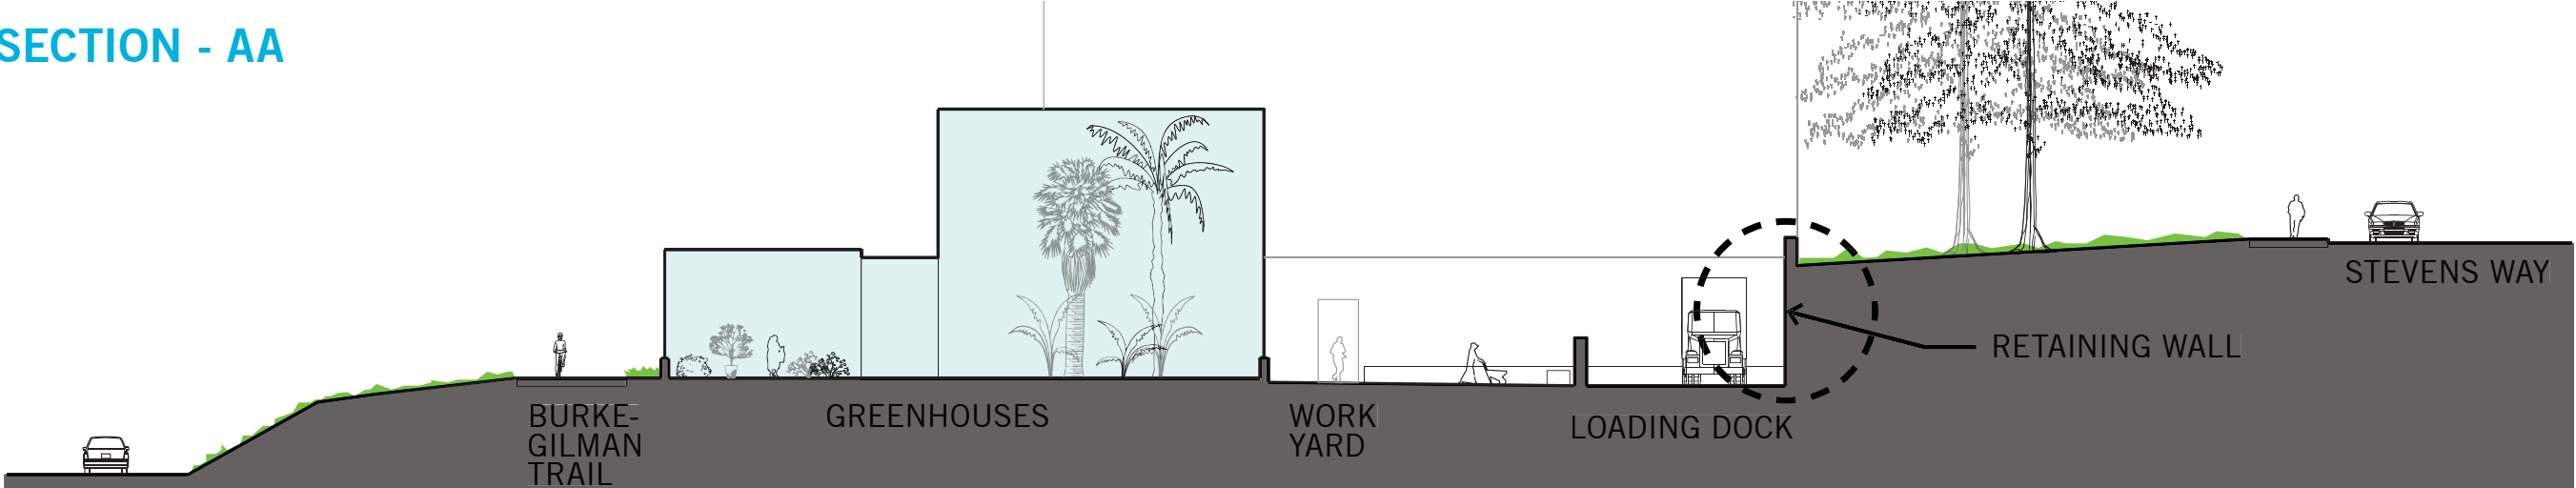 SECTION - AA
STEVENS WAY
RETAINING WALL
BURKE-
GILMAN
TRAIL
GREENHOUSES
WORK
YARD
LOADING DOCK